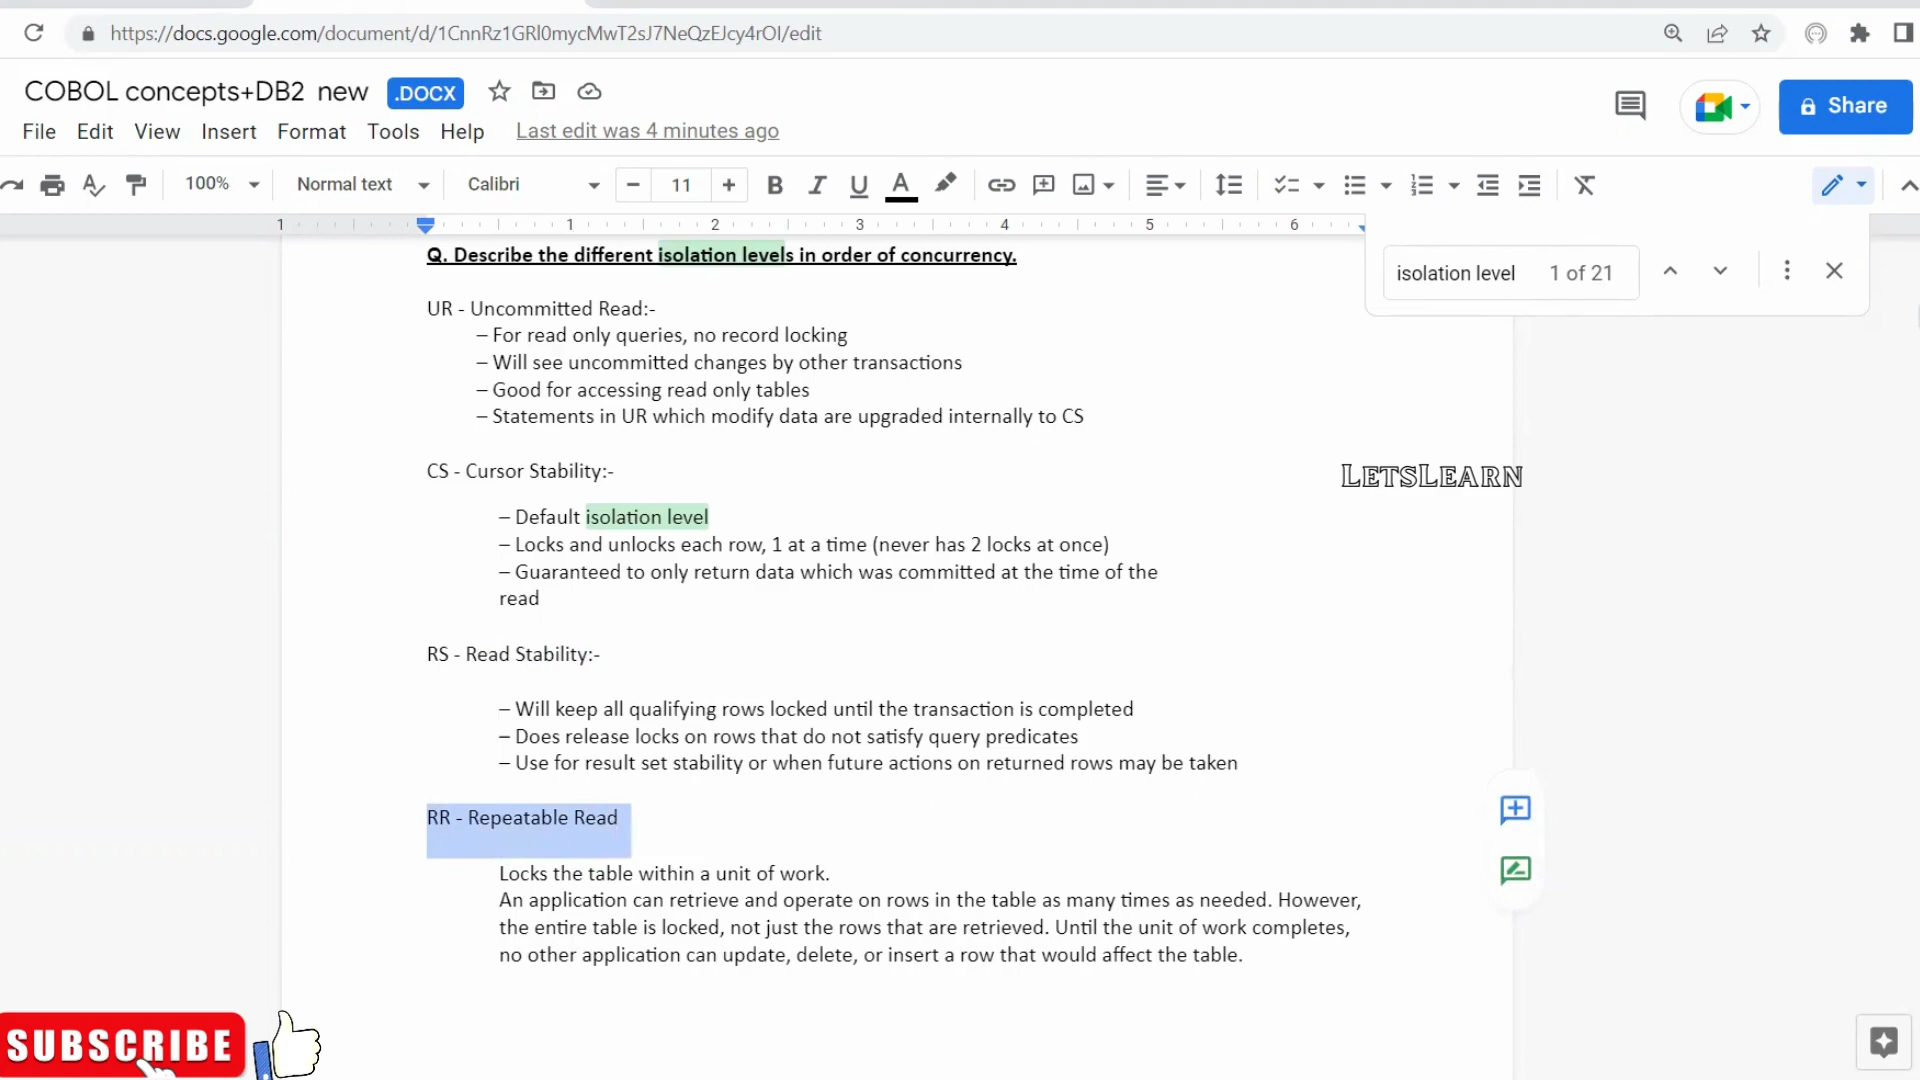 https://docs.google.com/document/d/1CnnRz1GRl0mycMwT2sJ7NeQzEJcy4rOI/edit
COBOL concepts+DB2 new .DOCX
Share
File Edit View Insert Format Tools Help Last edit was 4 minutes ago
100% Normal text Calibri 11
1 1 2 3 4 5 6
isolation level 1 of 21
Q. Describe the different isolation levels in order of concurrency.
UR - Uncommitted Read:-
– For read only queries, no record locking
– Will see uncommitted changes by other transactions
– Good for accessing read only tables
– Statements in UR which modify data are upgraded internally to CS
CS - Cursor Stability:-
LETSLEARN
– Default isolation level
– Locks and unlocks each row, 1 at a time (never has 2 locks at once)
– Guaranteed to only return data which was committed at the time of the
read
RS - Read Stability:-
– Will keep all qualifying rows locked until the transaction is completed
– Does release locks on rows that do not satisfy query predicates
– Use for result set stability or when future actions on returned rows may be taken
RR - Repeatable Read
Locks the table within a unit of work.
An application can retrieve and operate on rows in the table as many times as needed. However,
the entire table is locked, not just the rows that are retrieved. Until the unit of work completes,
no other application can update, delete, or insert a row that would affect the table.
SUBSCRIBE